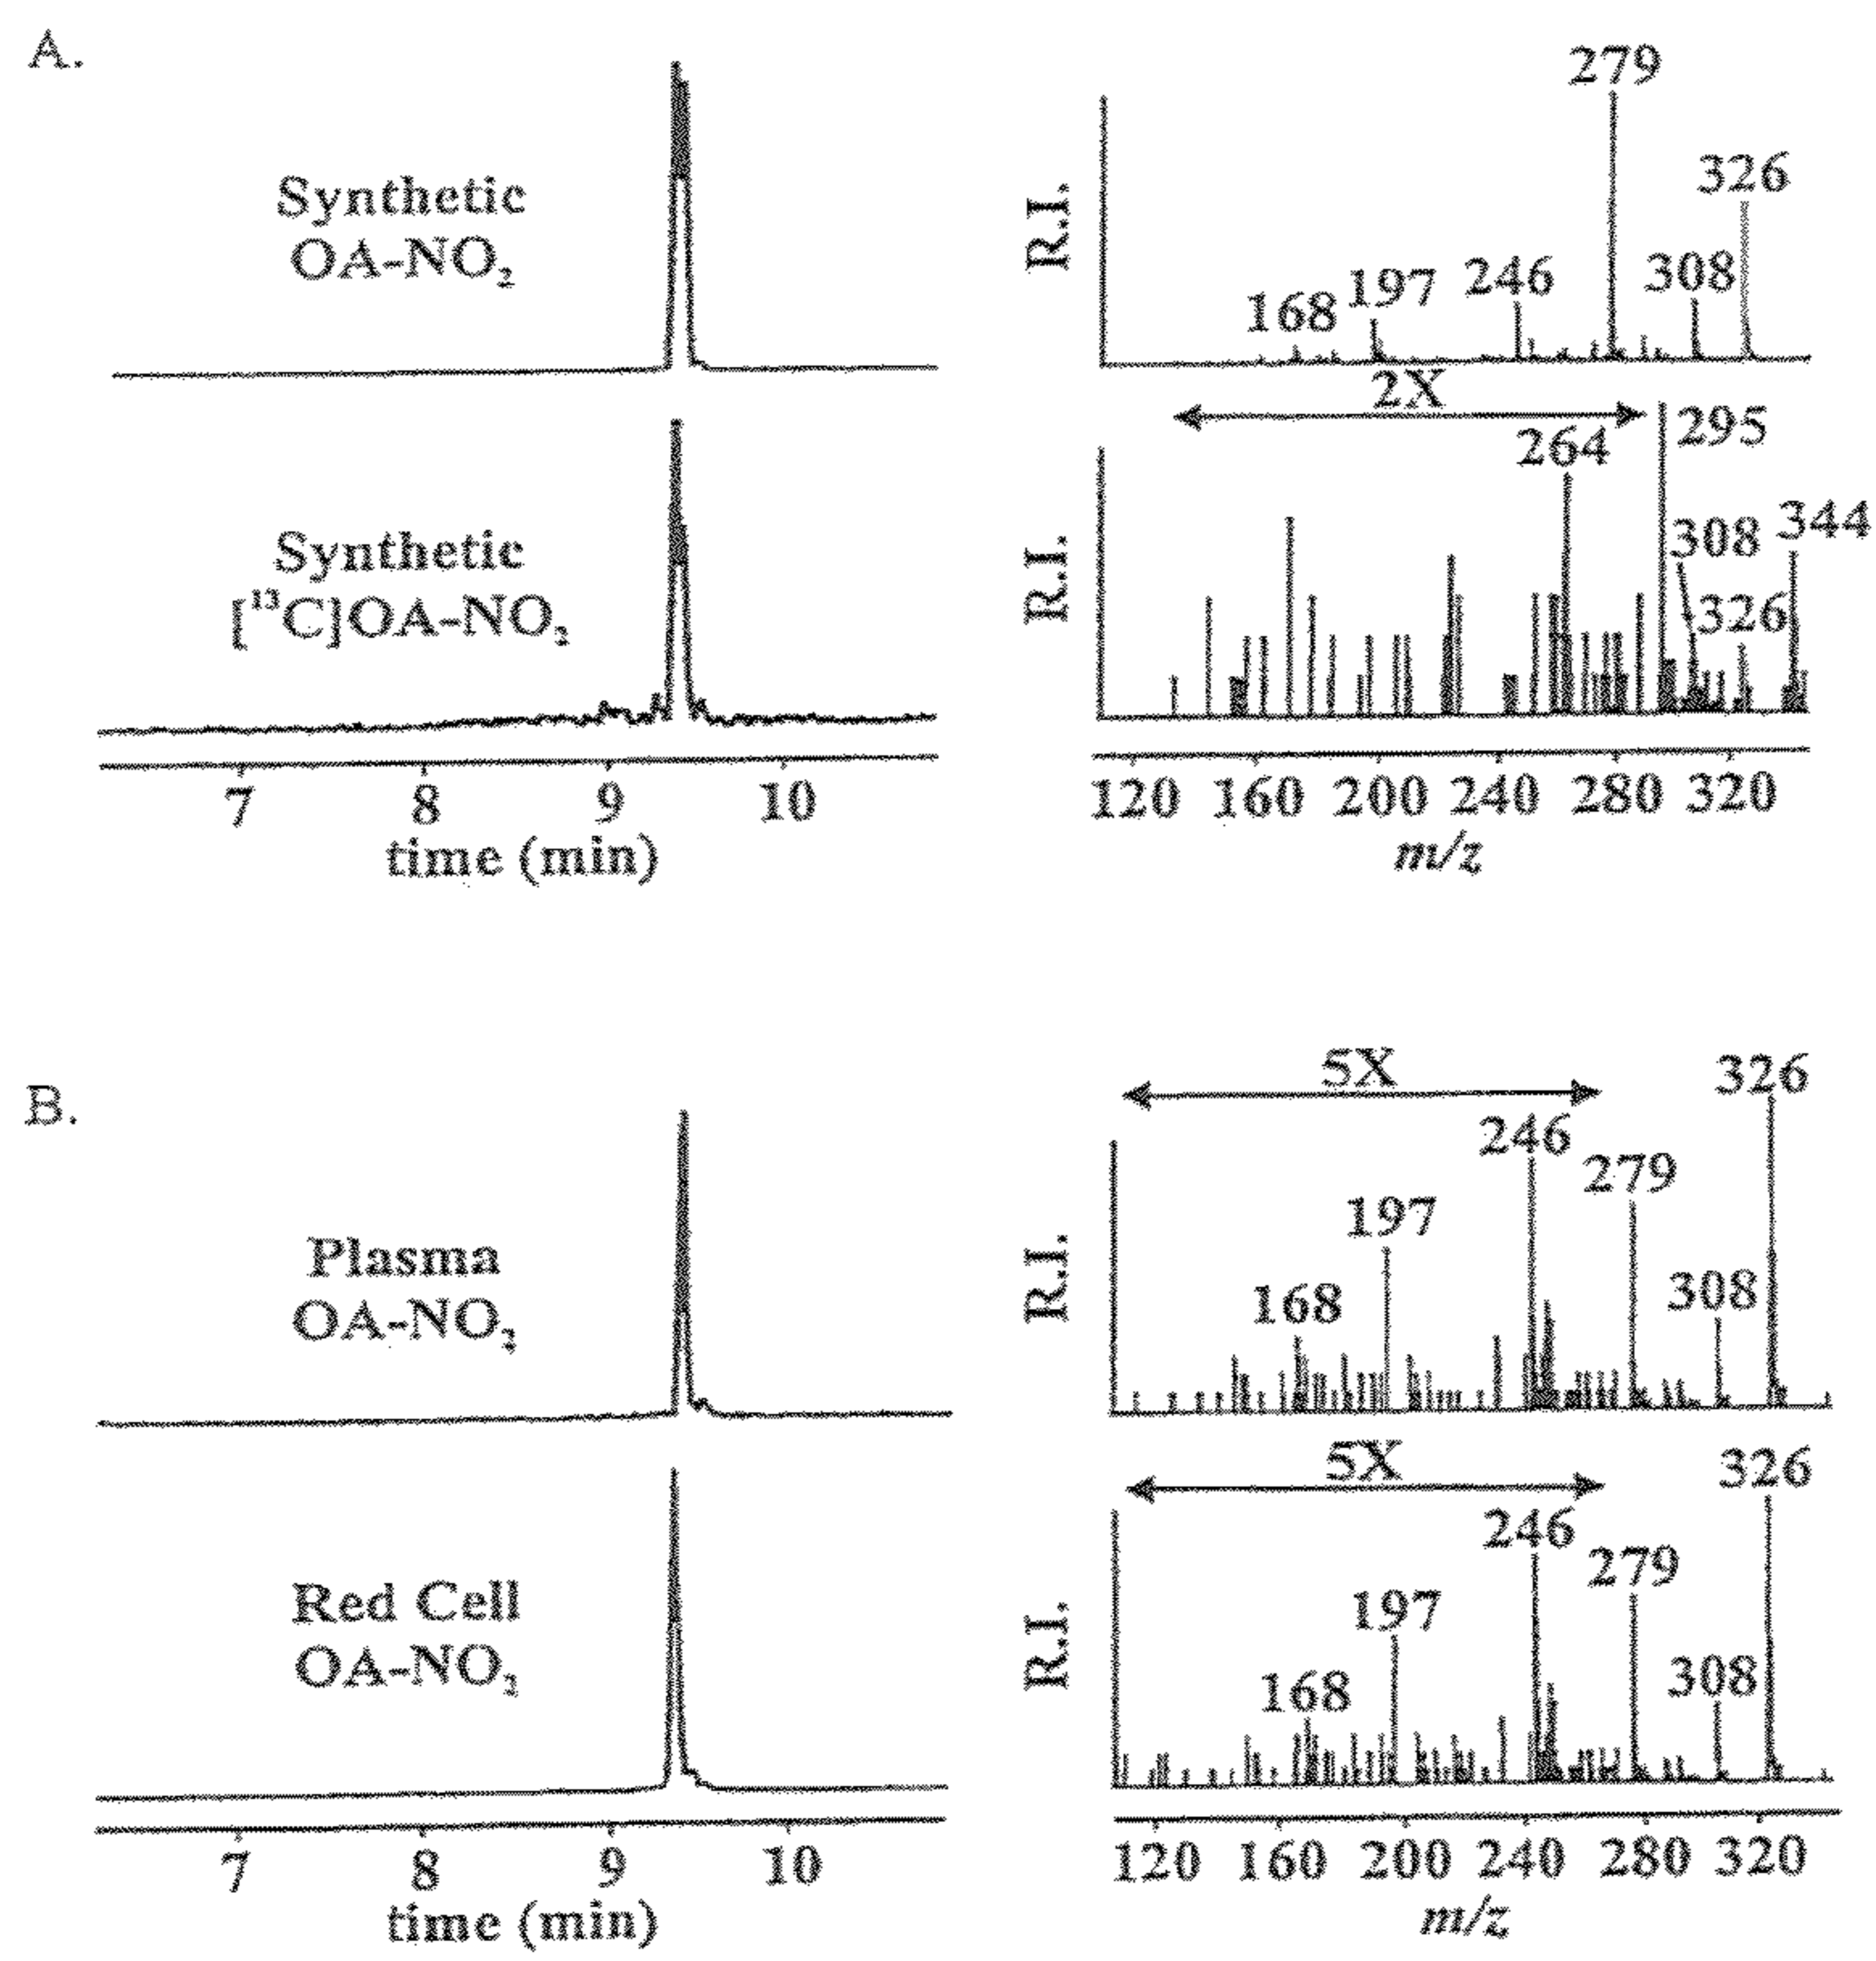 A.
Synthetic
OA-NO₂
R.I.
279
326
308
246
197
168
Synthetic
[¹³C]OA-NO₂
R.I.
2X
295
264
308
344
326
7 8 9 10
time (min)
120 160 200 240 280 320
m/z
B.
Plasma
OA-NO₂
R.I.
5X
326
246
279
197
308
168
Red Cell
OA-NO₂
R.I.
5X
326
246
279
197
308
168
7 8 9 10
time (min)
120 160 200 240 280 320
m/z